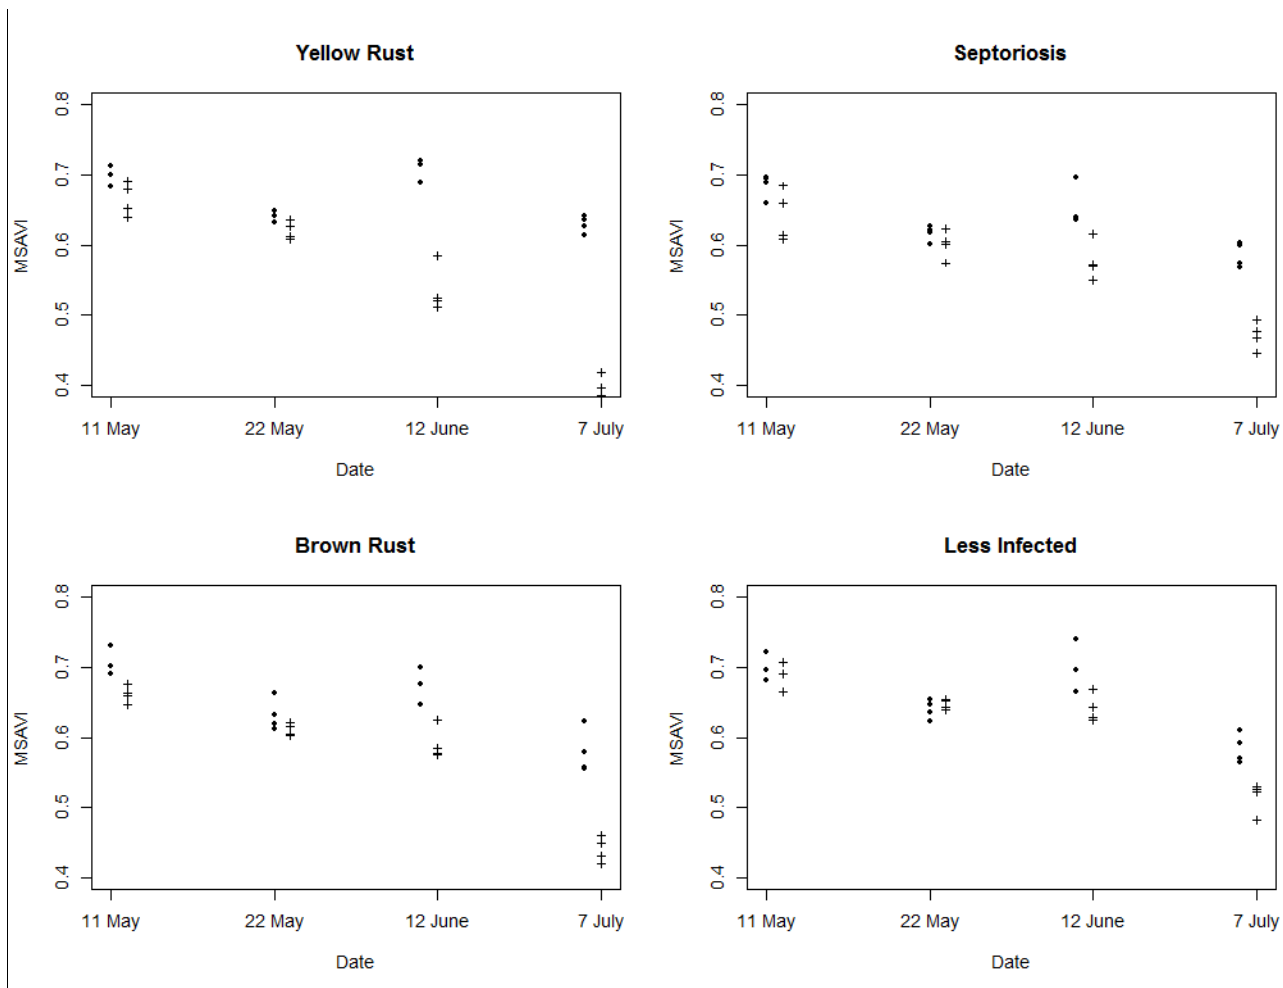 Yellow Rust
0.8
0.7
0.6
0.5
0.4
MSAVI
11 May 22 May 12 June 7 July
Date
Septoriosis
0.8
0.7
0.6
0.5
0.4
MSAVI
11 May 22 May 12 June 7 July
Date
Brown Rust
0.8
0.7
0.6
0.5
0.4
MSAVI
11 May 22 May 12 June 7 July
Date
Less Infected
0.8
0.7
0.6
0.5
0.4
MSAVI
11 May 22 May 12 June 7 July
Date